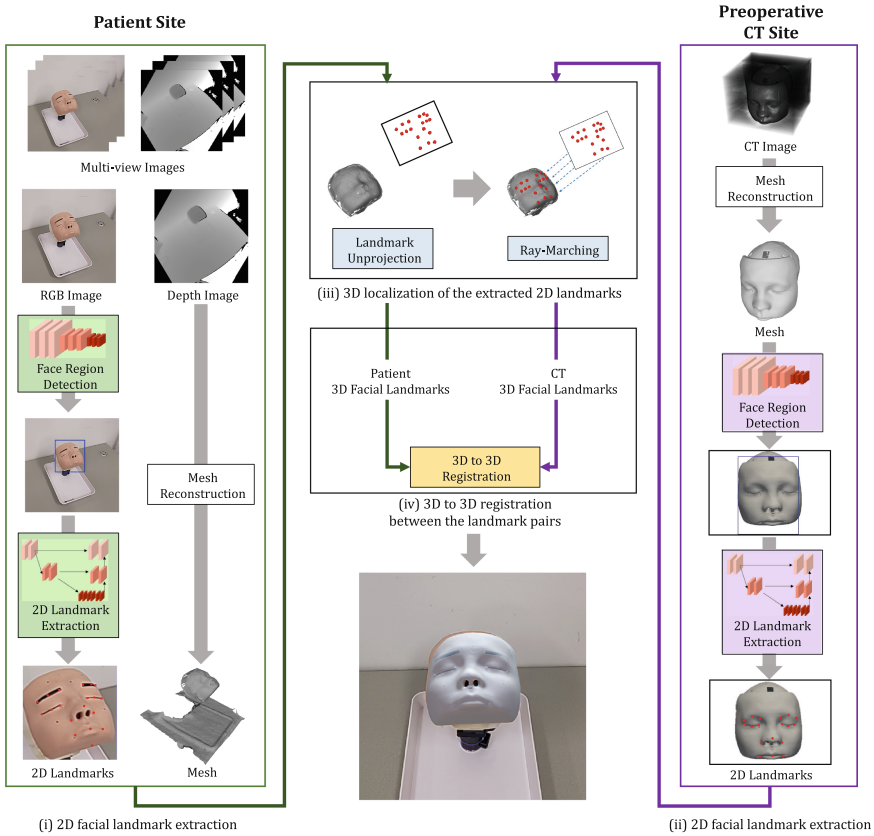 Patient Site
Multi-view Images
RGB Image
Depth Image
Face Region
Detection
Mesh
Reconstruction
2D Landmark
Extraction
2D Landmarks
Mesh
(i) 2D facial landmark extraction
Landmark
Unprojection
Ray-Marching
(iii) 3D localization of the extracted 2D landmarks
Patient
3D Facial Landmarks
CT
3D Facial Landmarks
3D to 3D
Registration
(iv) 3D to 3D registration
between the landmark pairs
Preoperative
CT Site
CT Image
Mesh
Reconstruction
Mesh
Face Region
Detection
2D Landmark
Extraction
2D Landmarks
(ii) 2D facial landmark extraction